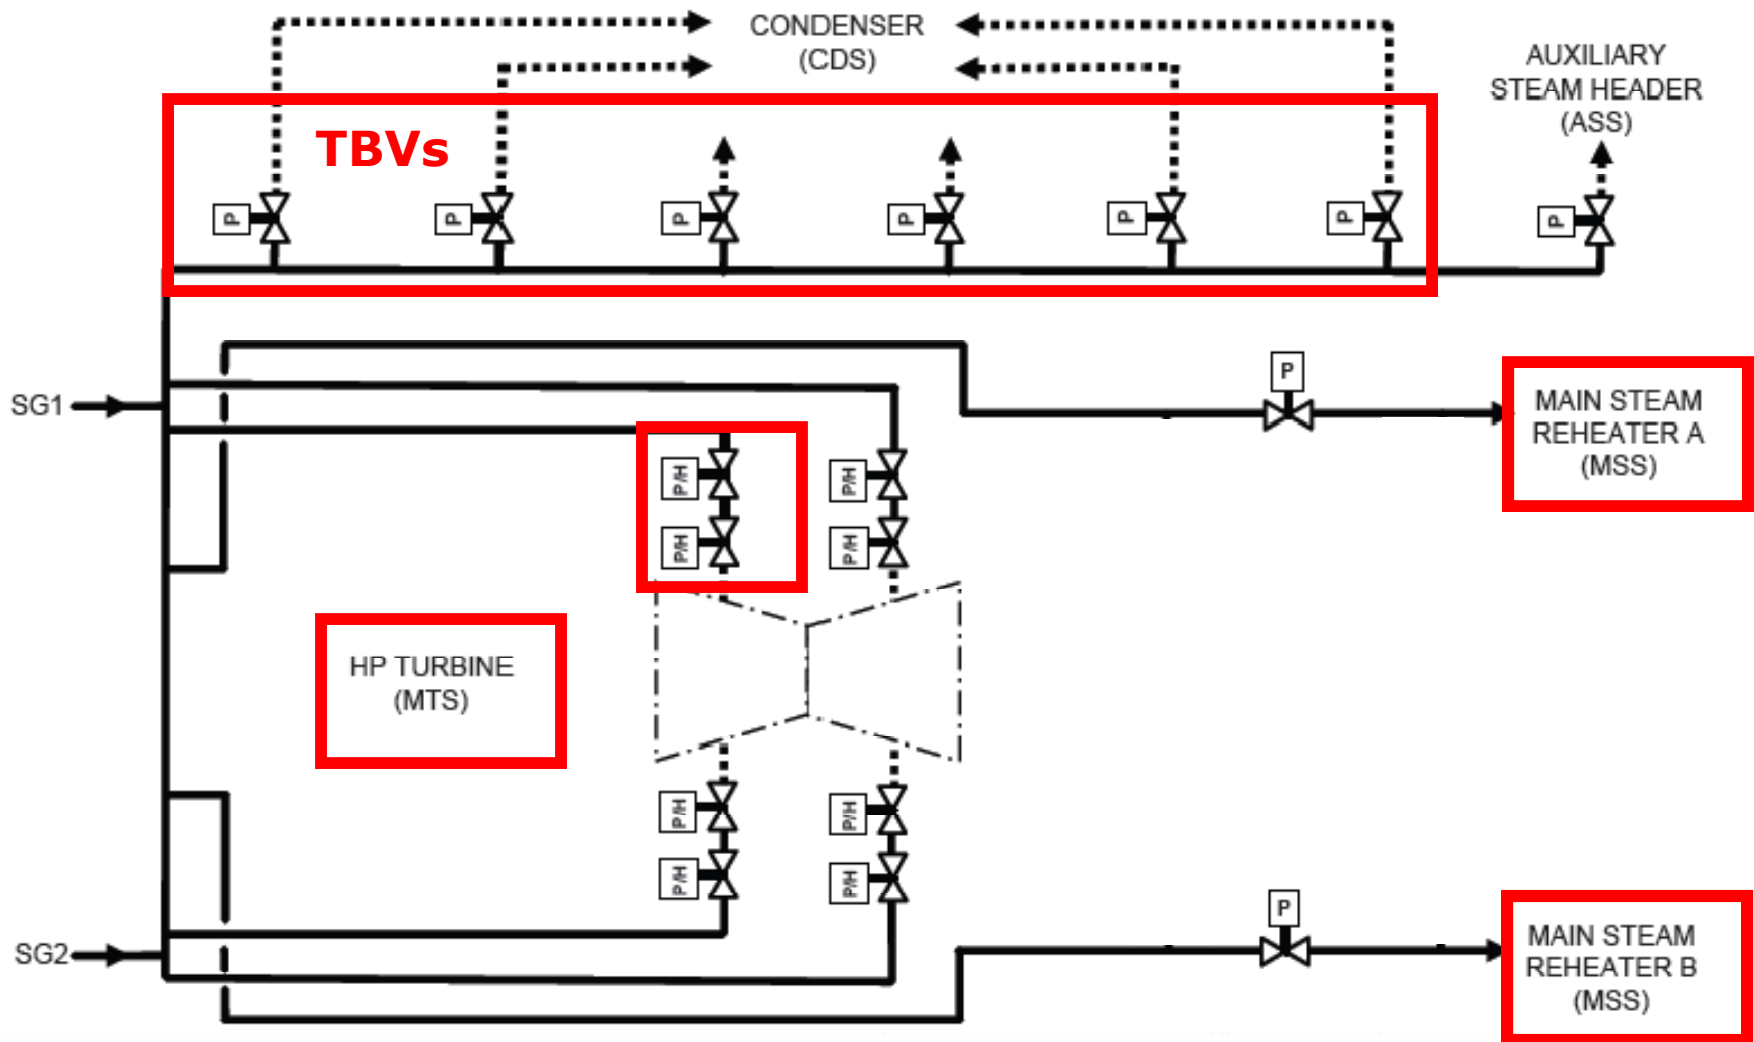 CONDENSER
(CDS)
AUXILIARY
STEAM HEADER
(ASS)
TBVs
P
P
P
P
P
P
P
SG1
P
MAIN STEAM
REHEATER A
(MSS)
P/H
P/H
P/H
P/H
HP TURBINE
(MTS)
P/H
P/H
P/H
P/H
SG2
P
MAIN STEAM
REHEATER B
(MSS)